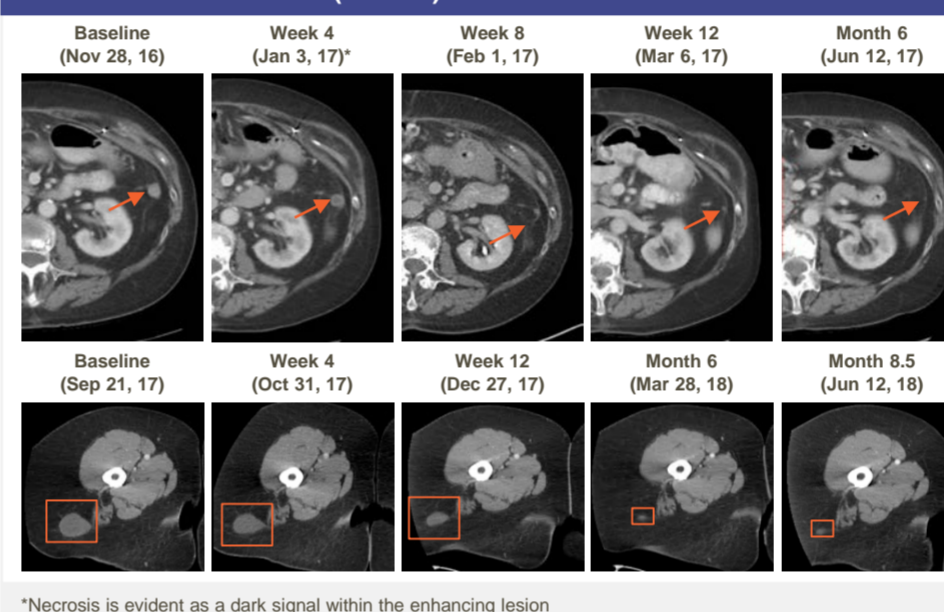 Baseline
(Nov 28, 16)
Week 4
(Jan 3, 17)*
Week 8
(Feb 1, 17)
Week 12
(Mar 6, 17)
Month 6
(Jun 12, 17)
Baseline
(Sep 21, 17)
Week 4
(Oct 31, 17)
Week 12
(Dec 27, 17)
Month 6
(Mar 28, 18)
Month 8.5
(Jun 12, 18)
*Necrosis is evident as a dark signal within the enhancing lesion